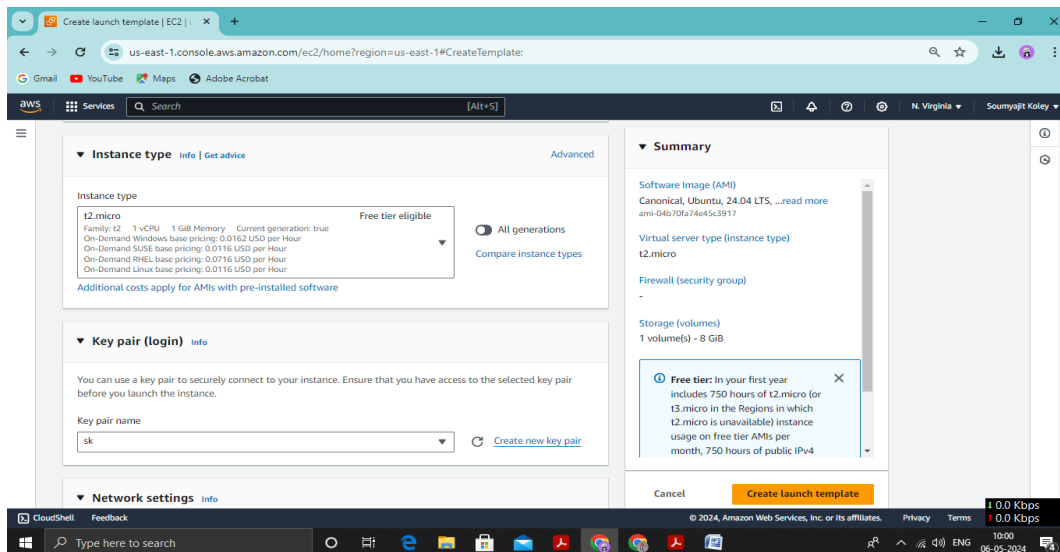 Create launch template | EC2 | u
us-east-1.console.aws.amazon.com/ec2/home?region=us-east-1#CreateTemplate:
Gmail YouTube Maps Adobe Acrobat
aws Services Search [Alt+S] N. Virginia Soumyajit Koley
Instance type Info | Get advice Advanced
Instance type
t2.micro Free tier eligible
Family: t2 1 vCPU 1 GiB Memory Current generation: true
On-Demand Windows base pricing: 0.0162 USD per Hour
On-Demand SUSE base pricing: 0.0116 USD per Hour
On-Demand RHEL base pricing: 0.0716 USD per Hour
On-Demand Linux base pricing: 0.0116 USD per Hour
All generations
Compare instance types
Additional costs apply for AMIs with pre-installed software
Key pair (login) Info
You can use a key pair to securely connect to your instance. Ensure that you have access to the selected key pair
before you launch the instance.
Key pair name
sk
Create new key pair
Network settings Info
Summary
Software Image (AMI)
Canonical, Ubuntu, 24.04 LTS, ...read more
ami-04b70fa74e45c3917
Virtual server type (instance type)
t2.micro
Firewall (security group)
-
Storage (volumes)
1 volume(s) - 8 GiB
Free tier: In your first year
includes 750 hours of t2.micro (or
t3.micro in the Regions in which
t2.micro is unavailable) instance
usage on free tier AMIs per
month, 750 hours of public IPv4
Cancel Create launch template
CloudShell Feedback © 2024, Amazon Web Services, Inc. or its affiliates. Privacy Terms
0.0 Kbps
0.0 Kbps
Type here to search
ENG
10:00
06-05-2024